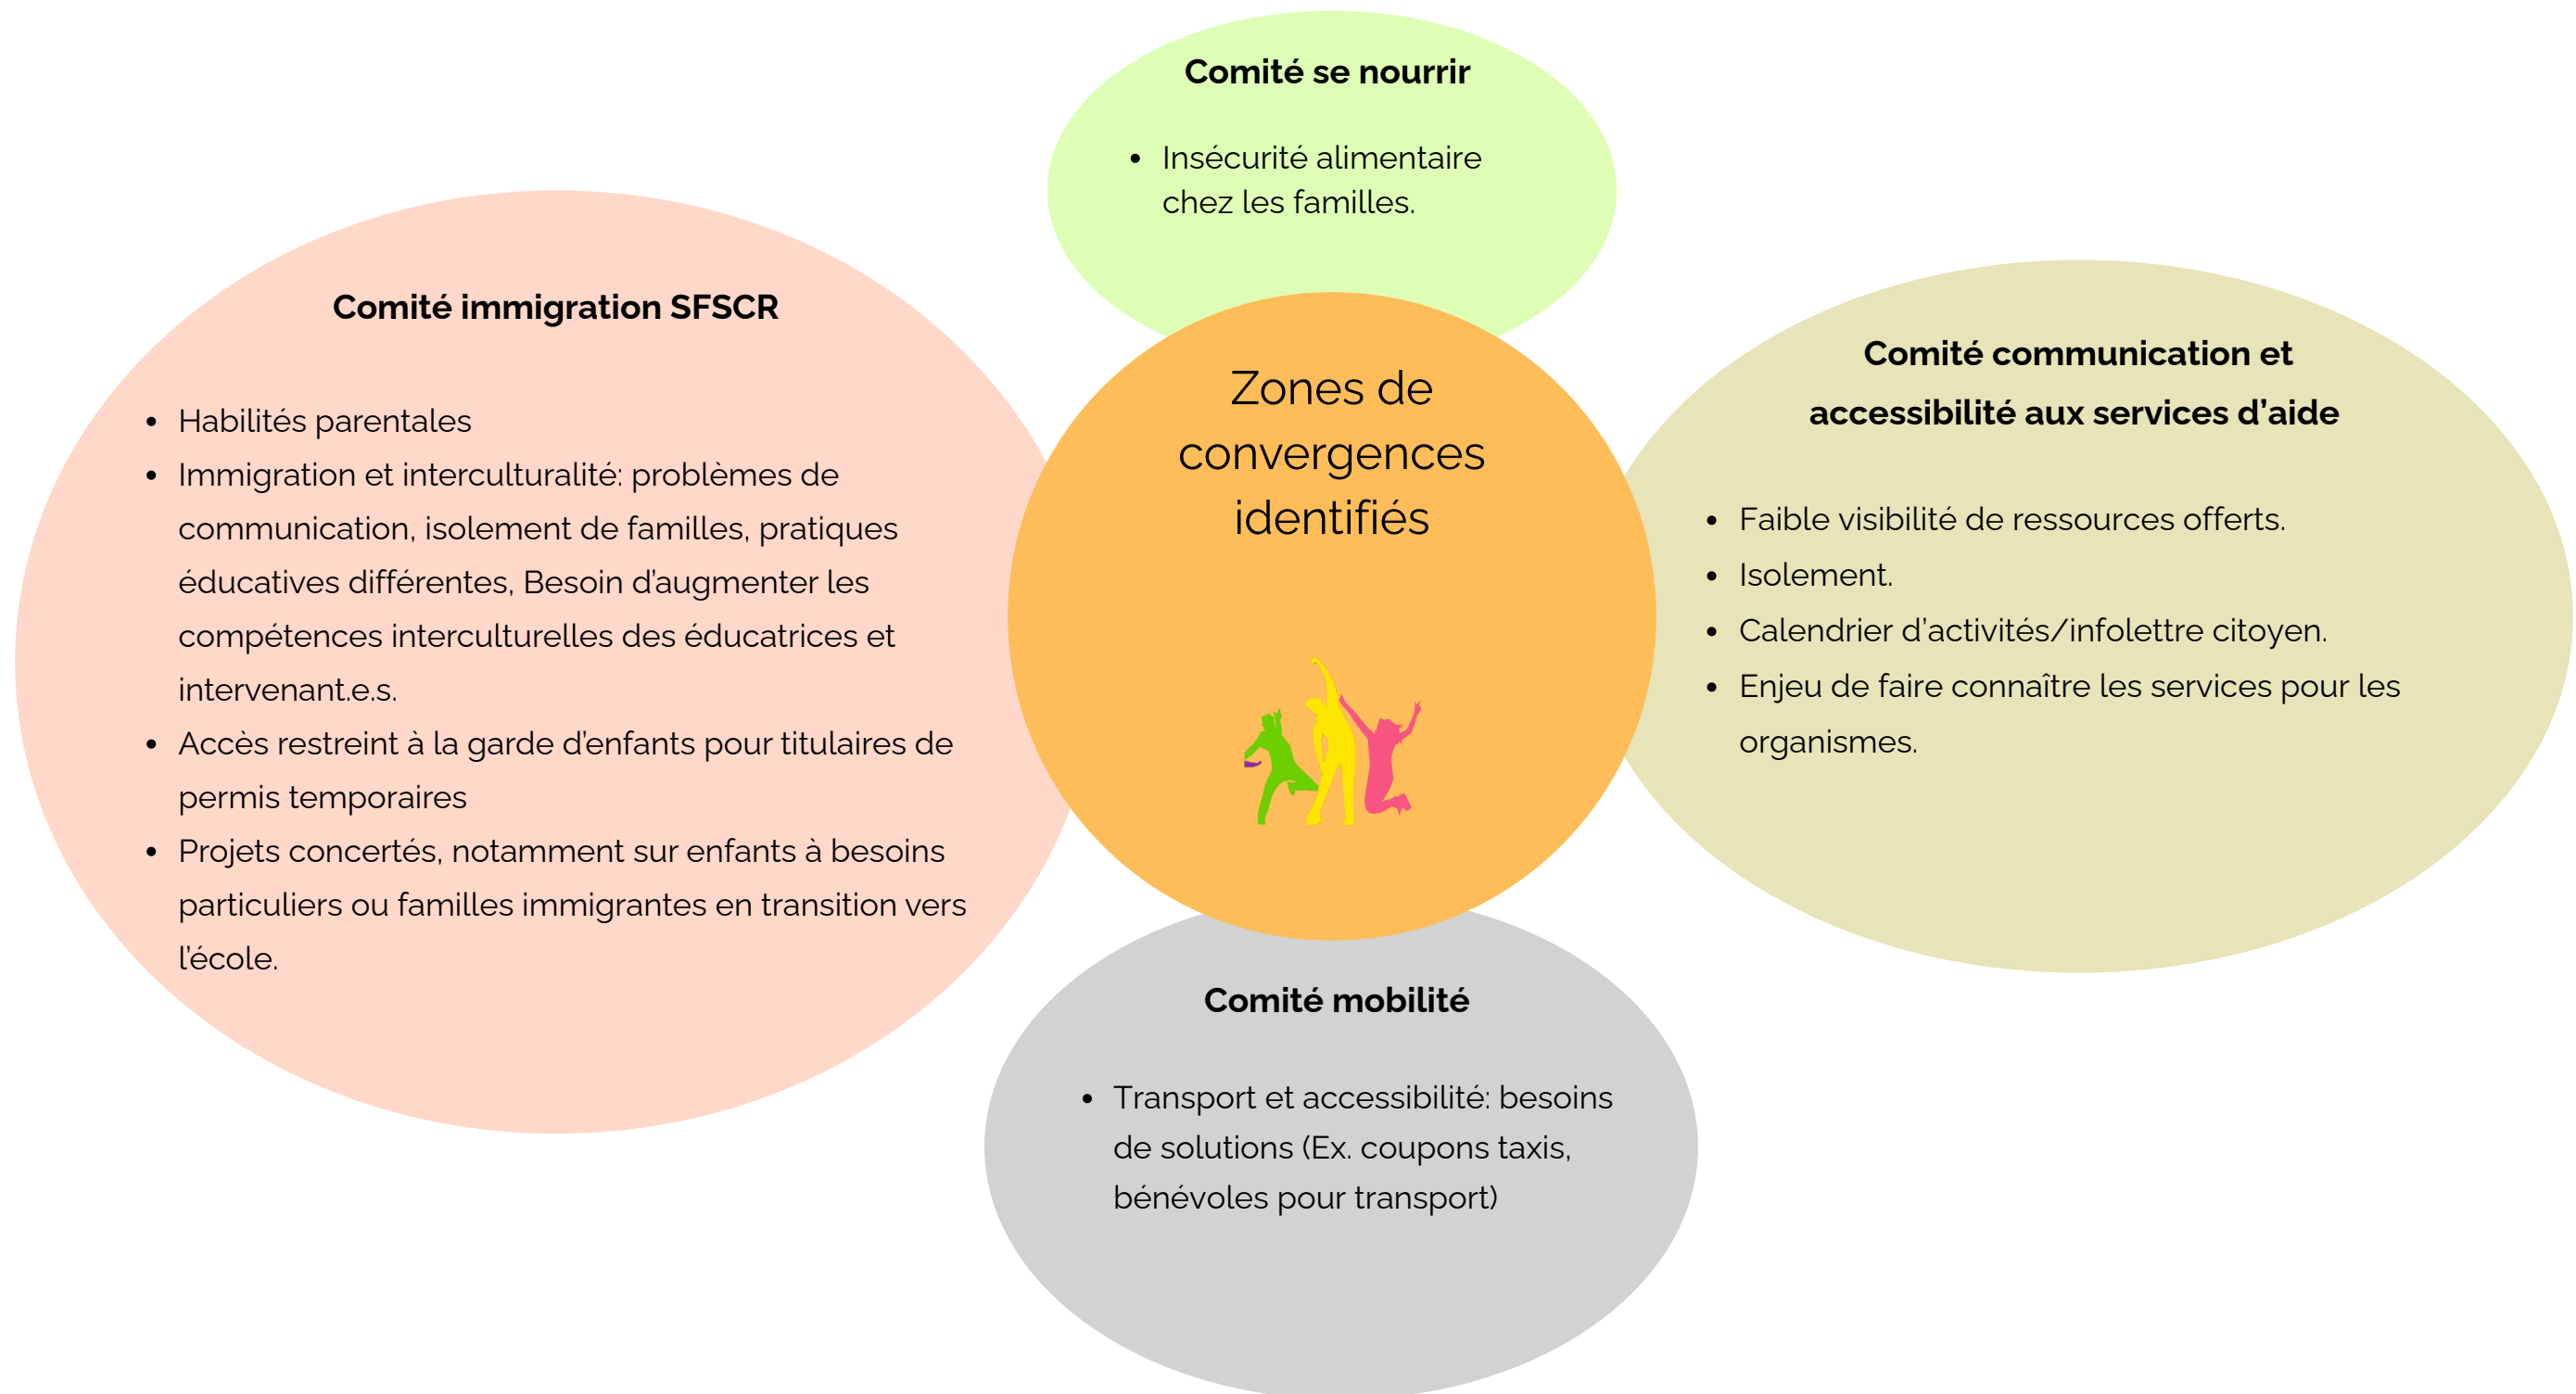 Comité se nourrir
• Insécurité alimentaire
chez les familles.
Comité immigration SFSCR
• Habilités parentales
• Immigration et interculturalité: problèmes de
communication, isolement de familles, pratiques
éducatives différentes, Besoin d'augmenter les
compétences interculturelles des éducatrices et
intervenant.e.s.
• Accès restreint à la garde d'enfants pour titulaires de
permis temporaires
• Projets concertés, notamment sur enfants à besoins
particuliers ou familles immigrantes en transition vers
l'école.
Zones de
convergences
identifiés
Comité communication et
accessibilité aux services d'aide
• Faible visibilité de ressources offerts.
• Isolement.
• Calendrier d'activités/infolettre citoyen.
• Enjeu de faire connaître les services pour les
organismes.
Comité mobilité
• Transport et accessibilité: besoins
de solutions (Ex. coupons taxis,
bénévoles pour transport)